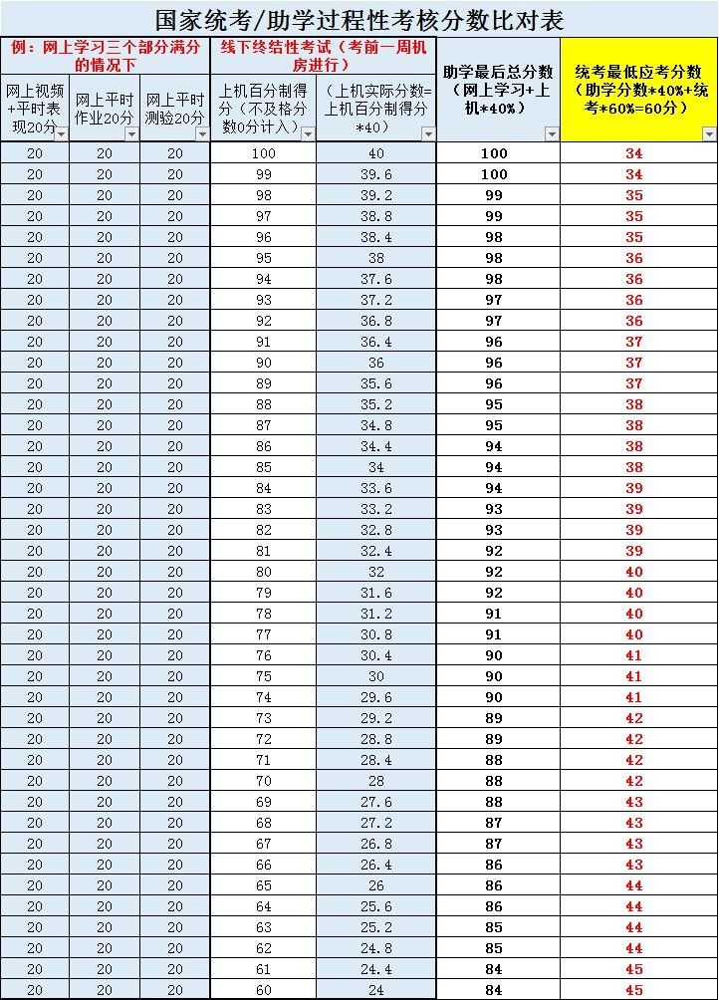 国家统考/助学过程性考核分数比对表
例：网上学习三个部分满分的情况下
线下终结性考试（考前一周机房进行）
助学最后总分数（网上学习+上机*40%）
统考最低应考分数（助学分数*40%+统考*60%=60分）
网上视频+平时表现20分
网上平时作业20分
网上平时测验20分
上机百分制得分（不及格分数0分计入）
（上机实际分数=上机百分制得分*40）
20 20 20 100 40 100 34
20 20 20 99 39.6 100 34
20 20 20 98 39.2 99 35
20 20 20 97 38.8 99 35
20 20 20 96 38.4 98 35
20 20 20 95 38 98 36
20 20 20 94 37.6 98 36
20 20 20 93 37.2 97 36
20 20 20 92 36.8 97 36
20 20 20 91 36.4 96 37
20 20 20 90 36 96 37
20 20 20 89 35.6 96 37
20 20 20 88 35.2 95 38
20 20 20 87 34.8 95 38
20 20 20 86 34.4 94 38
20 20 20 85 34 94 38
20 20 20 84 33.6 94 39
20 20 20 83 33.2 93 39
20 20 20 82 32.8 93 39
20 20 20 81 32.4 92 39
20 20 20 80 32 92 40
20 20 20 79 31.6 92 40
20 20 20 78 31.2 91 40
20 20 20 77 30.8 91 40
20 20 20 76 30.4 90 41
20 20 20 75 30 90 41
20 20 20 74 29.6 90 41
20 20 20 73 29.2 89 42
20 20 20 72 28.8 89 42
20 20 20 71 28.4 88 42
20 20 20 70 28 88 42
20 20 20 69 27.6 88 43
20 20 20 68 27.2 87 43
20 20 20 67 26.8 87 43
20 20 20 66 26.4 86 43
20 20 20 65 26 86 44
20 20 20 64 25.6 86 44
20 20 20 63 25.2 85 44
20 20 20 62 24.8 85 44
20 20 20 61 24.4 84 45
20 20 20 60 24 84 45